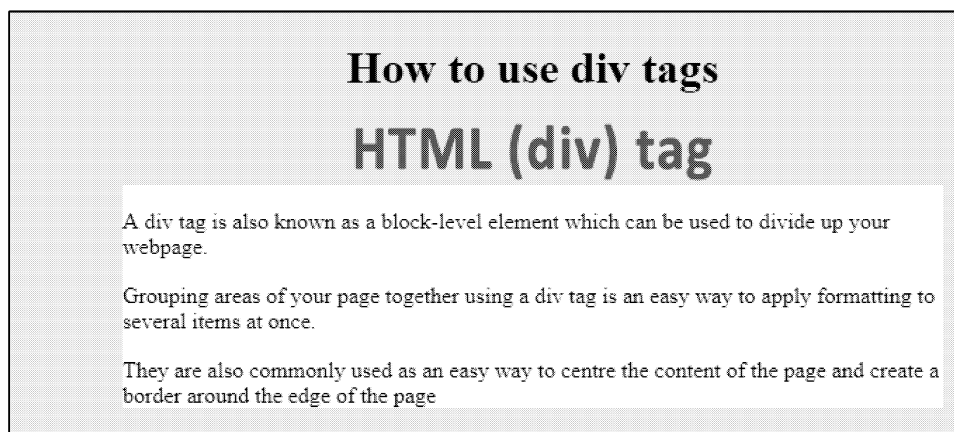 How to use div tags
HTML (div) tag
A div tag is also known as a block-level element which can be used to divide up your
webpage.
Grouping areas of your page together using a div tag is an easy way to apply formatting to
several items at once.
They are also commonly used as an easy way to centre the content of the page and create a
border around the edge of the page